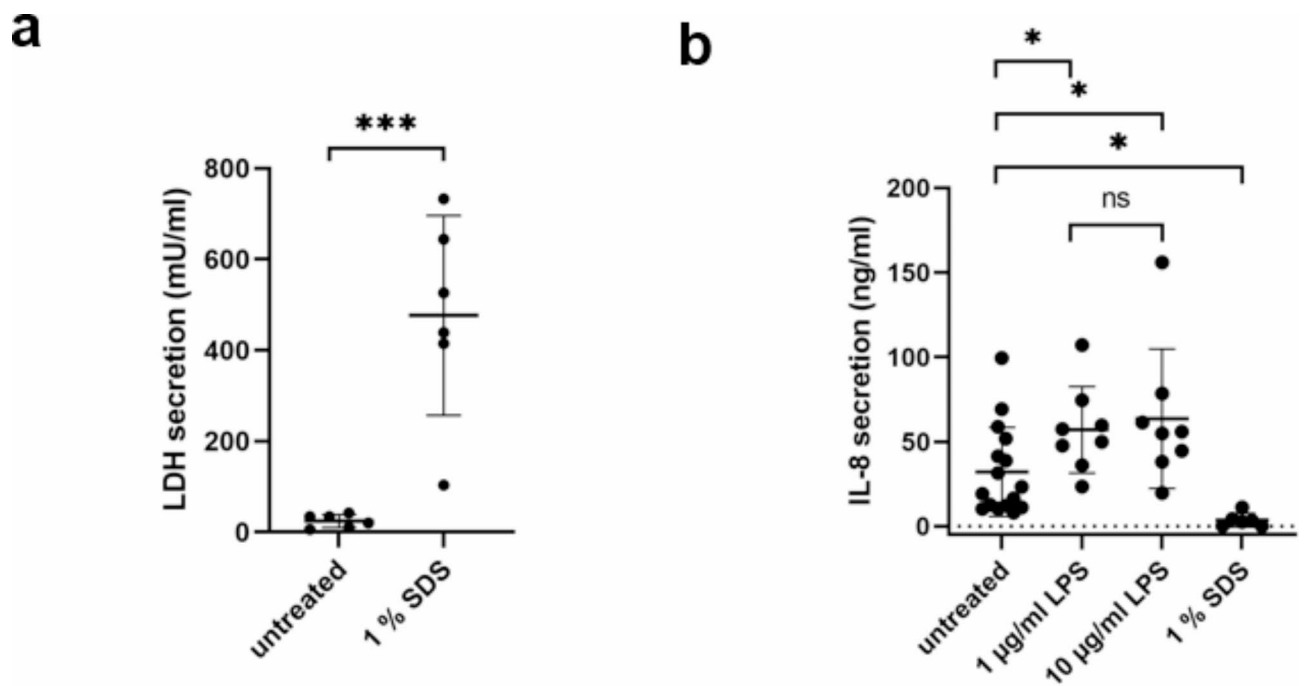 a
***
LDH secretion (mU/ml)
800
600
400
200
0
untreated
1 % SDS
b
*
*
*
ns
IL-8 secretion (ng/ml)
200
150
100
50
0
untreated
1 µg/ml LPS
10 µg/ml LPS
1 % SDS